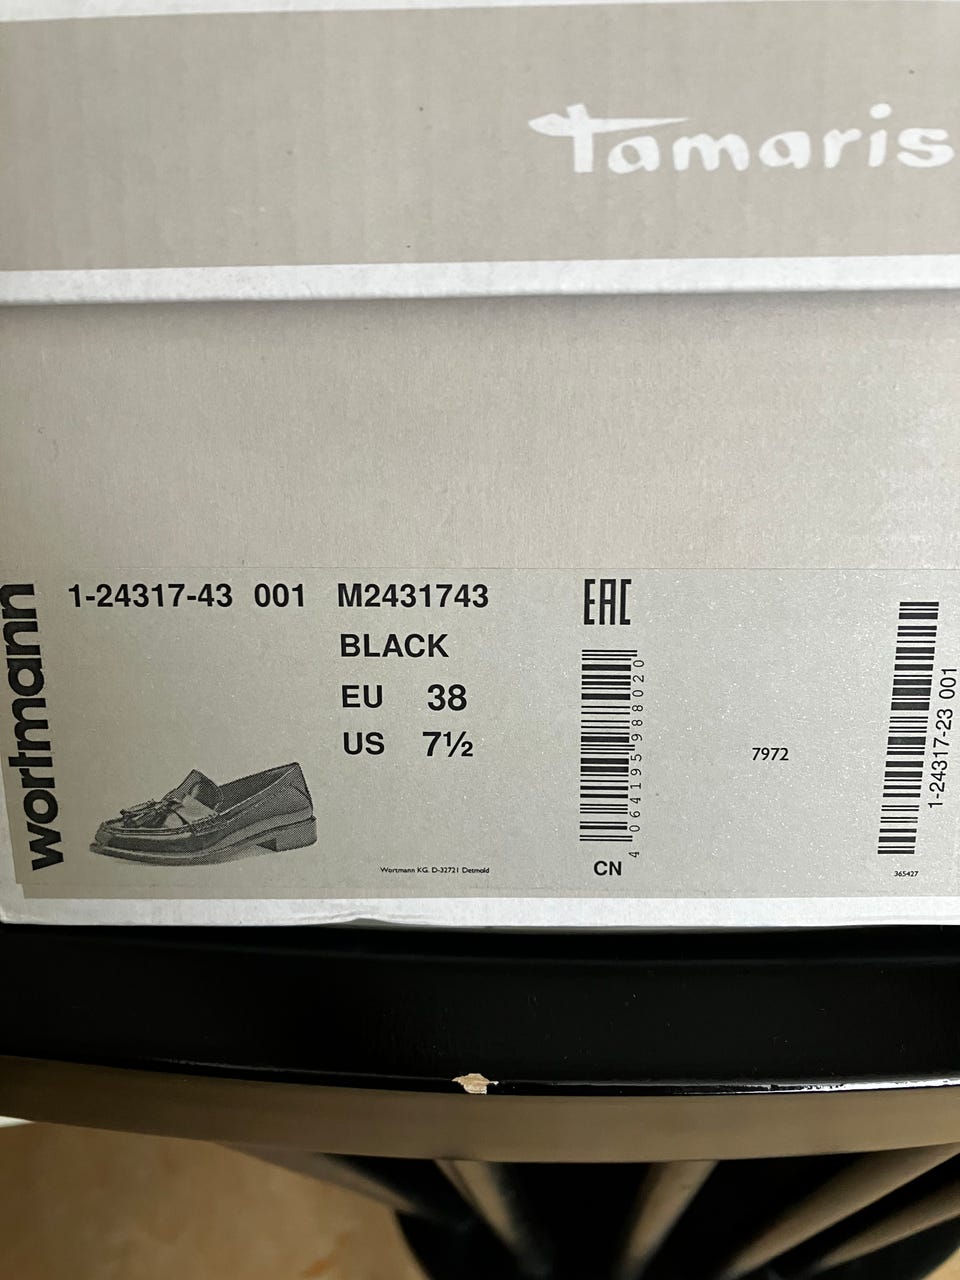 Tamaris
wortmann
1-24317-43 001 M2431743
BLACK
EU 38
US 7½
Wortmann KG. D-32721 Detmold
EAC
4 064195 988020
CN
7972
1-24317-23 001
365427